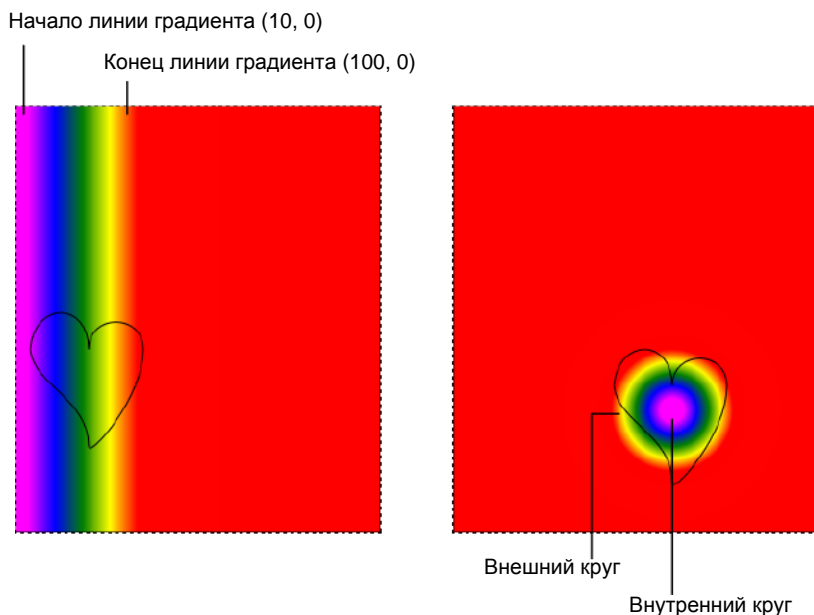 Начало линии градиента (10, 0)
Конец линии градиента (100, 0)
Внешний круг
Внутренний круг